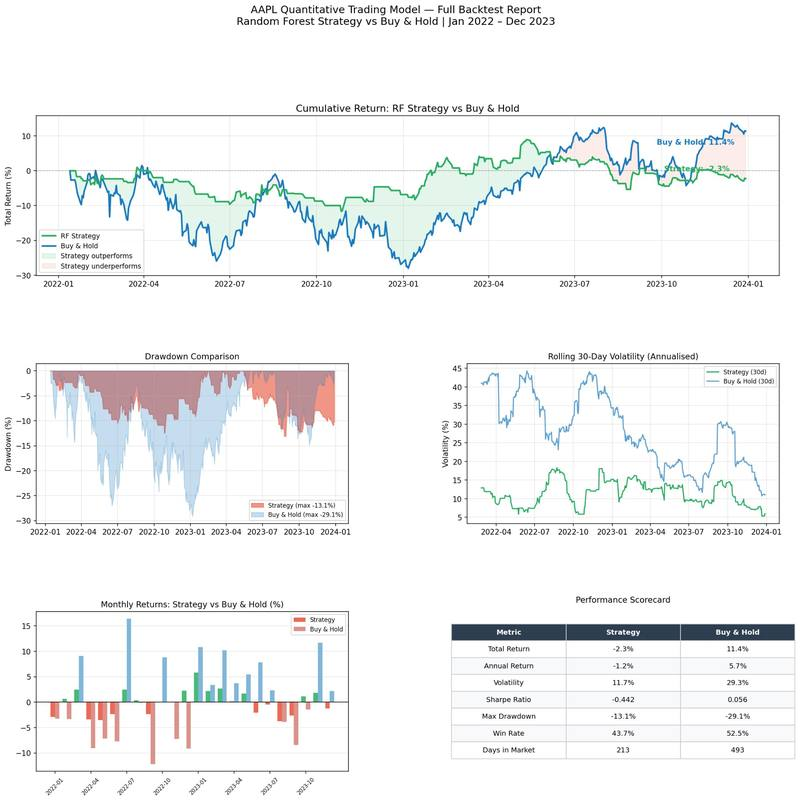 AAPL Quantitative Trading Model — Full Backtest Report
Random Forest Strategy vs Buy & Hold | Jan 2022 – Dec 2023
Cumulative Return: RF Strategy vs Buy & Hold
Total Return (%)
10
0
−10
−20
−30
Buy & Hold: 11.4%
Strategy: -2.3%
RF Strategy
Buy & Hold
Strategy outperforms
Strategy underperforms
2022-01 2022-04 2022-07 2022-10 2023-01 2023-04 2023-07 2023-10 2024-01
Drawdown Comparison
Drawdown (%)
0
−5
−10
−15
−20
−25
−30
Strategy (max -13.1%)
Buy & Hold (max -29.1%)
2022-01 2022-04 2022-07 2022-10 2023-01 2023-04 2023-07 2023-10 2024-01
Rolling 30-Day Volatility (Annualised)
Volatility (%)
45
40
35
30
25
20
15
10
5
Strategy (30d)
Buy & Hold (30d)
2022-04 2022-07 2022-10 2023-01 2023-04 2023-07 2023-10 2024-01
Monthly Returns: Strategy vs Buy & Hold (%)
15
10
5
0
−5
−10
Strategy
Buy & Hold
2022-01 2022-04 2022-07 2022-10 2023-01 2023-04 2023-07 2023-10
Performance Scorecard
Metric Strategy Buy & Hold
Total Return -2.3% 11.4%
Annual Return -1.2% 5.7%
Volatility 11.7% 29.3%
Sharpe Ratio -0.442 0.056
Max Drawdown -13.1% -29.1%
Win Rate 43.7% 52.5%
Days in Market 213 493